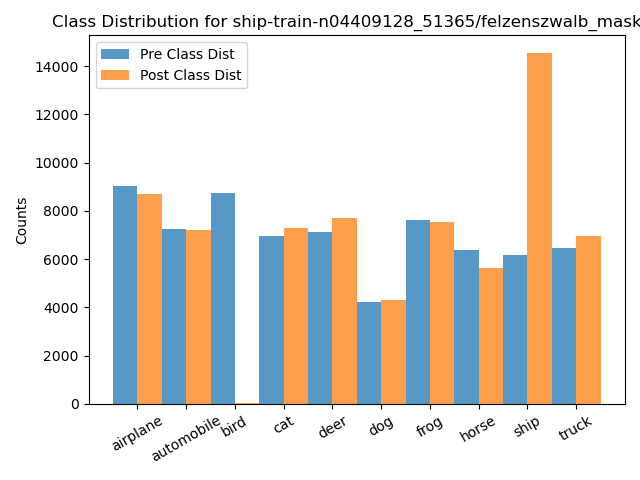 Class Distribution for ship-train-n04409128_51365/felzenszwalb_mask
Pre Class Dist
Post Class Dist
14000
12000
10000
8000
6000
4000
2000
0
Counts
airplane
automobile
bird
cat
deer
dog
frog
horse
ship
truck